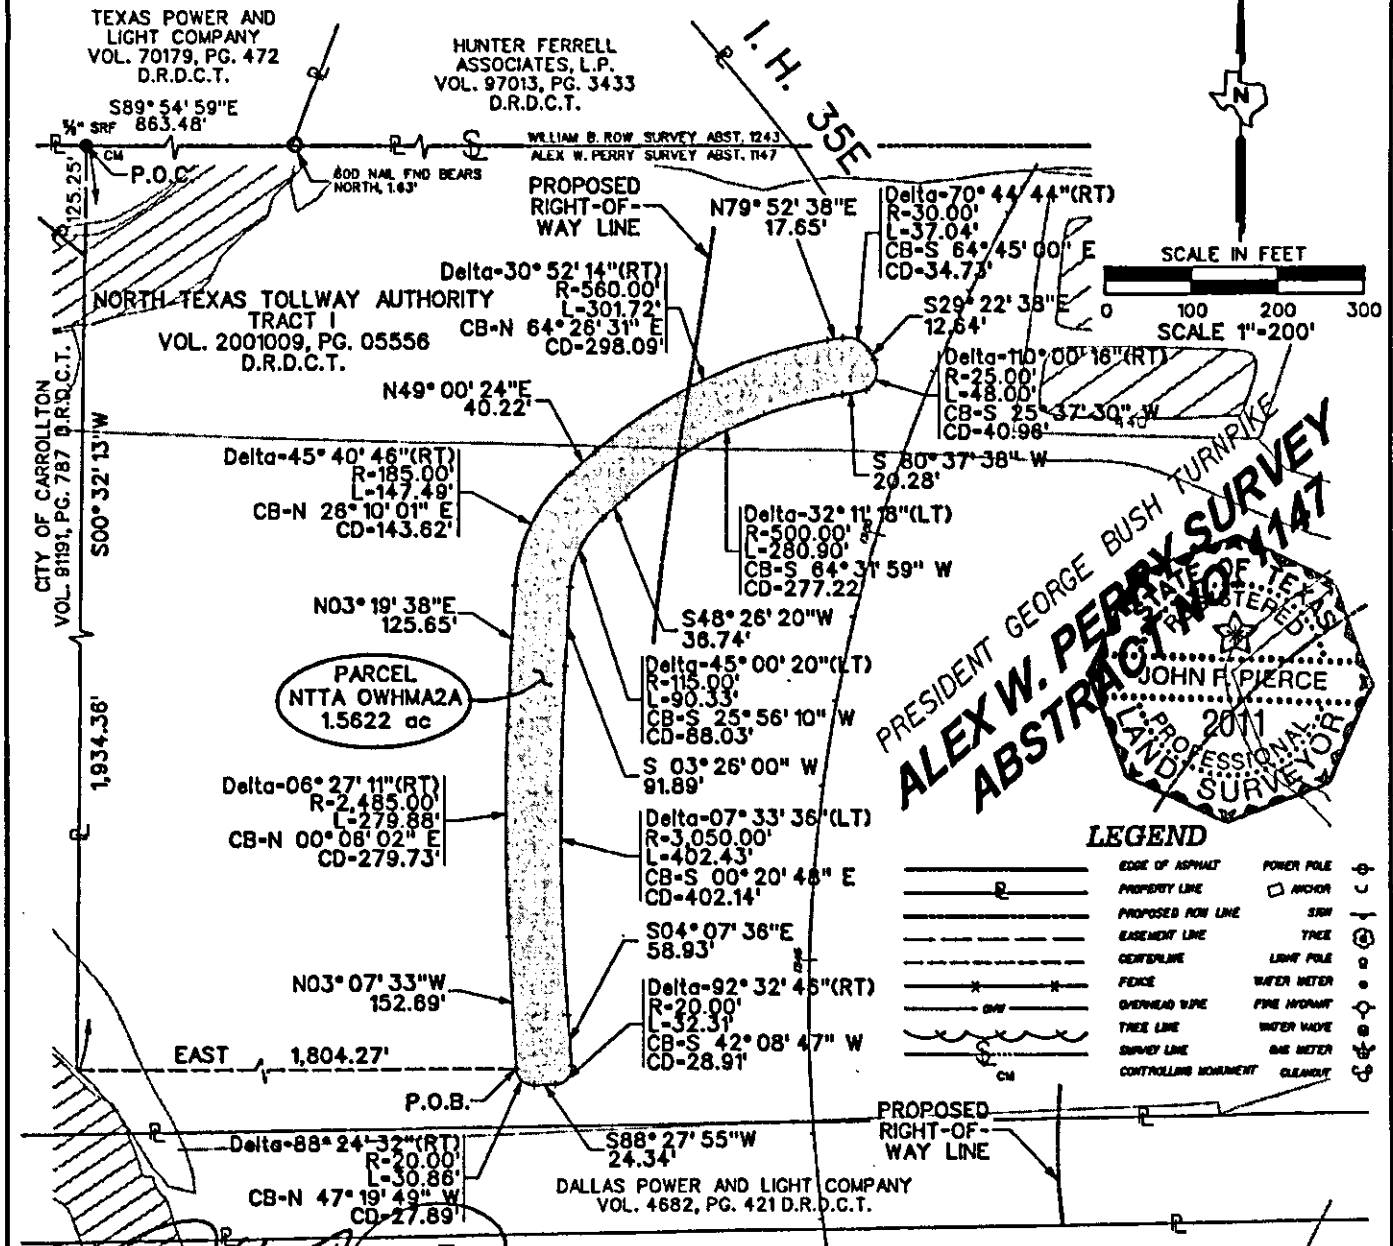 TEXAS POWER AND
LIGHT COMPANY
VOL. 70179, PG. 472
D.R.D.C.T.
HUNTER FERRELL
ASSOCIATES, L.P.
VOL. 97013, PG. 3433
D.R.D.C.T.
I. H. 35E
N
S89° 54' 59"E
863.48'
⅝" SRF
CM
P.O.C.
125.25'
60D NAIL FND BEARS
NORTH, 1.63'
WILLIAM B. ROW SURVEY ABST. 1243
ALEX W. PERRY SURVEY ABST. 1147
PROPOSED
RIGHT-OF-
WAY LINE
N79° 52' 38"E
17.65'
Delta=70° 44' 44"(RT)
R=30.00'
L=37.04'
CB=S 64° 45' 00" E
CD=34.73'
SCALE IN FEET
0 100 200 300
SCALE 1"=200'
Delta=30° 52' 14"(RT)
R=560.00'
L=301.72'
CB=N 64° 26' 31" E
CD=298.09'
NORTH TEXAS TOLLWAY AUTHORITY
TRACT I
VOL. 2001009, PG. 05556
D.R.D.C.T.
S29° 22' 38"E
12.64'
Delta=110° 00' 16"(RT)
R=25.00'
L=48.00'
CB=S 25° 37' 30" W
CD=40.96'
N49° 00' 24"E
40.22'
CITY OF CARROLLTON
VOL. 91191, PG. 787 D.R.D.C.T.
S00° 32' 13"W
1,934.36'
Delta=45° 40' 46"(RT)
R=185.00'
L=147.49'
CB=N 26° 10' 01" E
CD=143.62'
S 80° 37' 38" W
20.28'
Delta=32° 11' 18"(LT)
R=500.00'
L=280.90'
CB=S 64° 31' 59" W
CD=277.22'
PRESIDENT GEORGE BUSH TURNPIKE
ALEX W. PERRY SURVEY
ABSTRACT NO. 1147
STATE OF TEXAS
REGISTERED
JOHN F. PIERCE
2011
PROFESSIONAL
LAND SURVEYOR
N03° 19' 38"E
125.65'
S48° 26' 20"W
36.74'
PARCEL
NTTA OWHMA2A
1.5622 ac
Delta=45° 00' 20"(LT)
R=115.00'
L=90.33'
CB=S 25° 56' 10" W
CD=88.03'
S 03° 26' 00" W
91.89'
Delta=06° 27' 11"(RT)
R=2,485.00'
L=279.88'
CB=N 00° 06' 02" E
CD=279.73'
Delta=07° 33' 36"(LT)
R=3,050.00'
L=402.43'
CB=S 00° 20' 48" E
CD=402.14'
S04° 07' 36"E
58.93'
N03° 07' 33"W
152.69'
Delta=92° 32' 46"(RT)
R=20.00'
L=32.31'
CB=S 42° 08' 47" W
CD=28.91'
EAST 1,804.27'
P.O.B.
LEGEND
EDGE OF ASPHALT POWER POLE
PROPERTY LINE ANCHOR
PROPOSED ROW LINE SIGN
EASEMENT LINE TREE
CENTERLINE LIGHT POLE
FENCE WATER METER
OHW OVERHEAD WIRE FIRE HYDRANT
TREE LINE WATER VALVE
SURVEY LINE GAS METER
CM CONTROLLING MONUMENT CLEANOUT
PROPOSED
RIGHT-OF-
WAY LINE
Delta=88° 24' 32"(RT)
R=20.00'
L=30.86'
CB=N 47° 19' 49" W
CD=27.89'
S88° 27' 55"W
24.34'
DALLAS POWER AND LIGHT COMPANY
VOL. 4682, PG. 421 D.R.D.C.T.